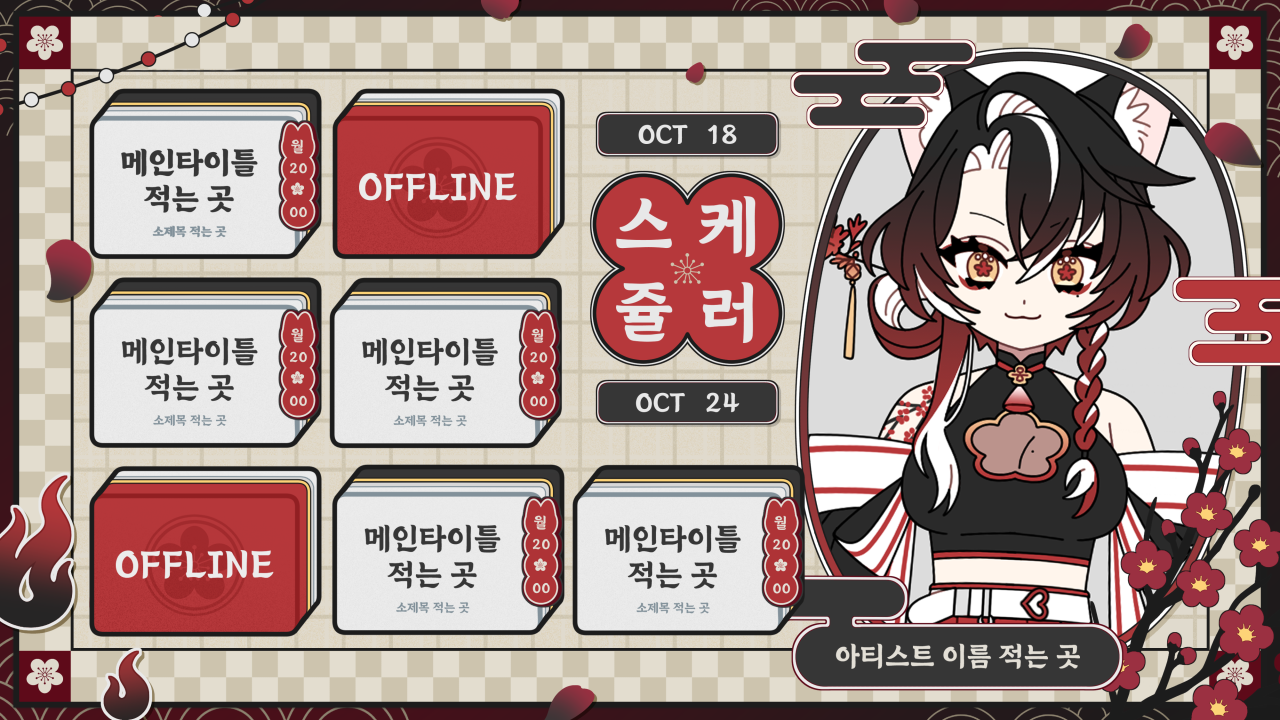 메인타이틀
적는 곳
소제목 적는 곳
월
20
00
OFFLINE
메인타이틀
적는 곳
소제목 적는 곳
월
20
00
메인타이틀
적는 곳
소제목 적는 곳
월
20
00
OFFLINE
메인타이틀
적는 곳
소제목 적는 곳
월
20
00
메인타이틀
적는 곳
소제목 적는 곳
월
20
00
OCT 18
스케
쥴러
OCT 24
아티스트 이름 적는 곳